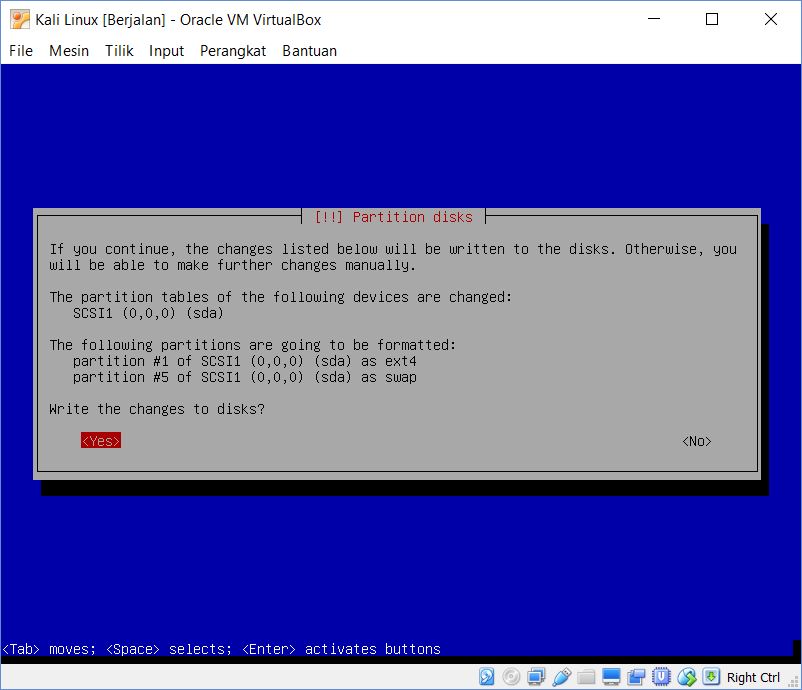 Kali Linux [Berjalan] - Oracle VM VirtualBox
File Mesin Tilik Input Perangkat Bantuan
[!!] Partition disks
If you continue, the changes listed below will be written to the disks. Otherwise, you
will be able to make further changes manually.
The partition tables of the following devices are changed:
SCSI1 (0,0,0) (sda)
The following partitions are going to be formatted:
partition #1 of SCSI1 (0,0,0) (sda) as ext4
partition #5 of SCSI1 (0,0,0) (sda) as swap
Write the changes to disks?
<Yes> <No>
<Tab> moves; <Space> selects; <Enter> activates buttons
Right Ctrl